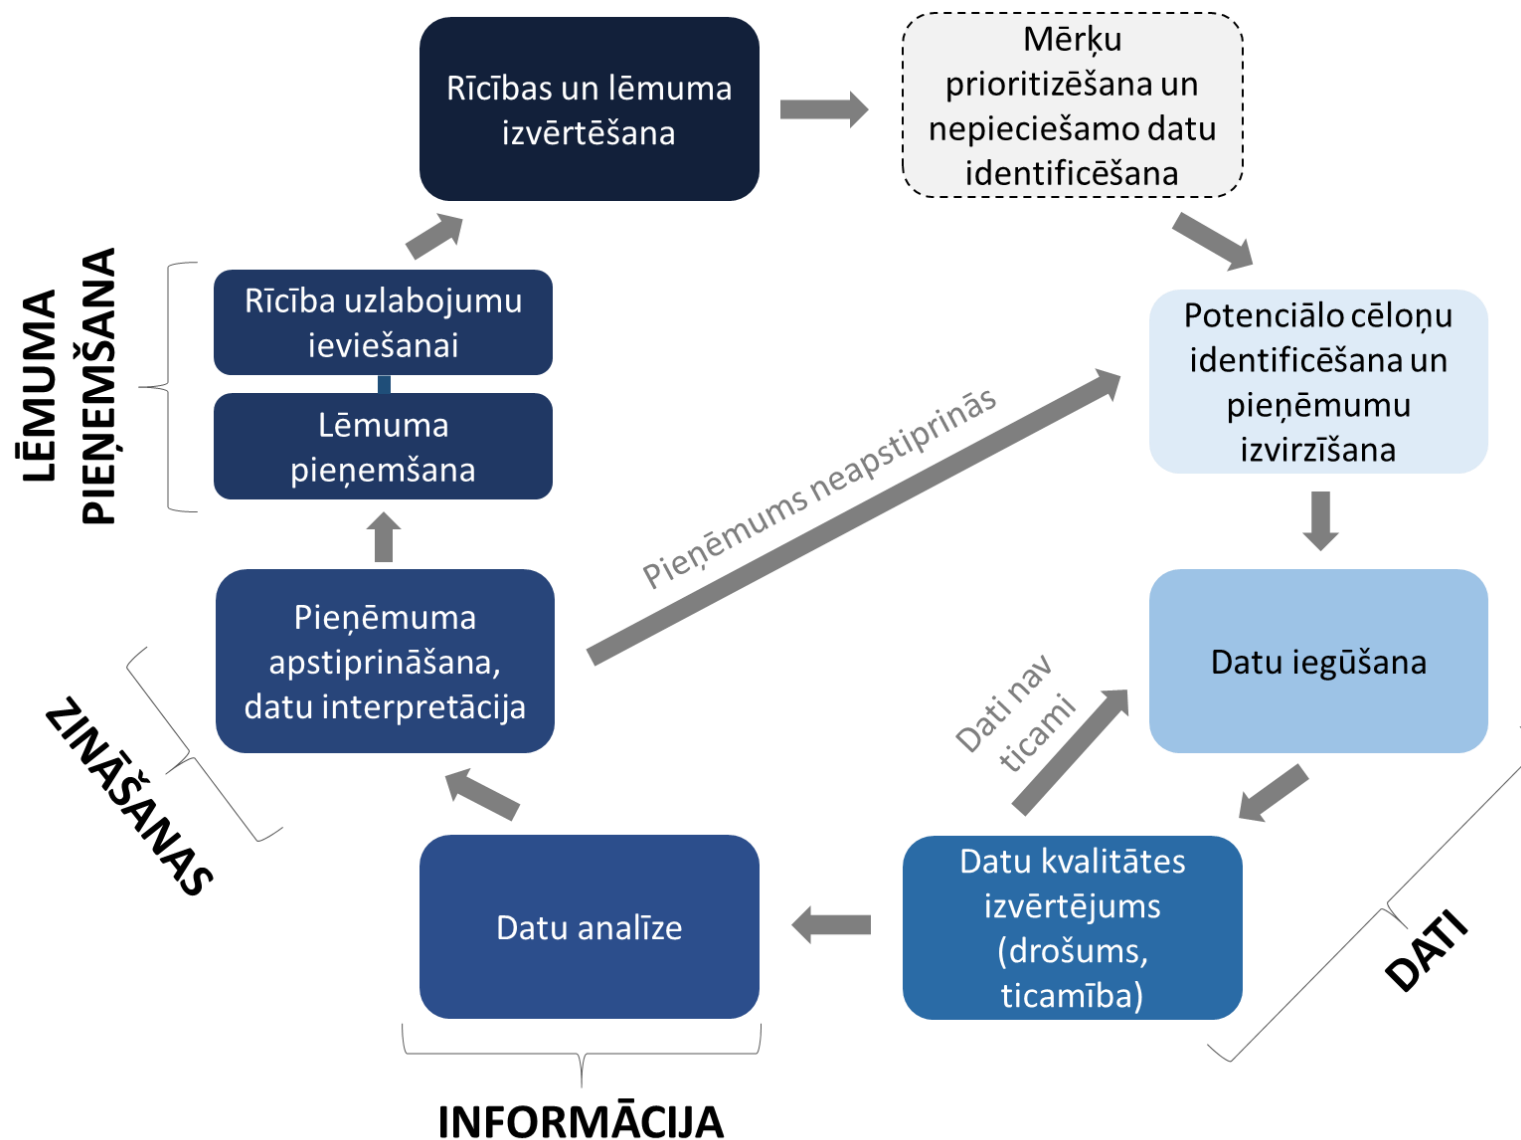 Rīcības un lēmuma
izvērtēšana
Mērķu
prioritizēšana un
nepieciešamo datu
identificēšana
Potenciālo cēloņu
identificēšana un
pieņēmumu
izvirzīšana
Datu iegūšana
Dati nav
ticami
Datu kvalitātes
izvērtējums
(drošums,
ticamība)
DATI
Datu analīze
INFORMĀCIJA
Pieņēmuma
apstiprināšana,
datu interpretācija
ZINĀŠANAS
Pieņēmums neapstiprinās
Lēmuma
pieņemšana
Rīcība uzlabojumu
ieviešanai
LĒMUMA
PIEŅEMŠANA